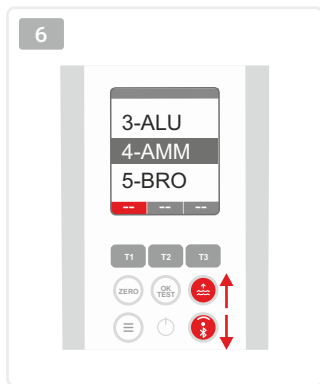 6
3-ALU
4-AMM
5-BRO
-- -- --
T1 T2 T3
ZERO OK
TEST